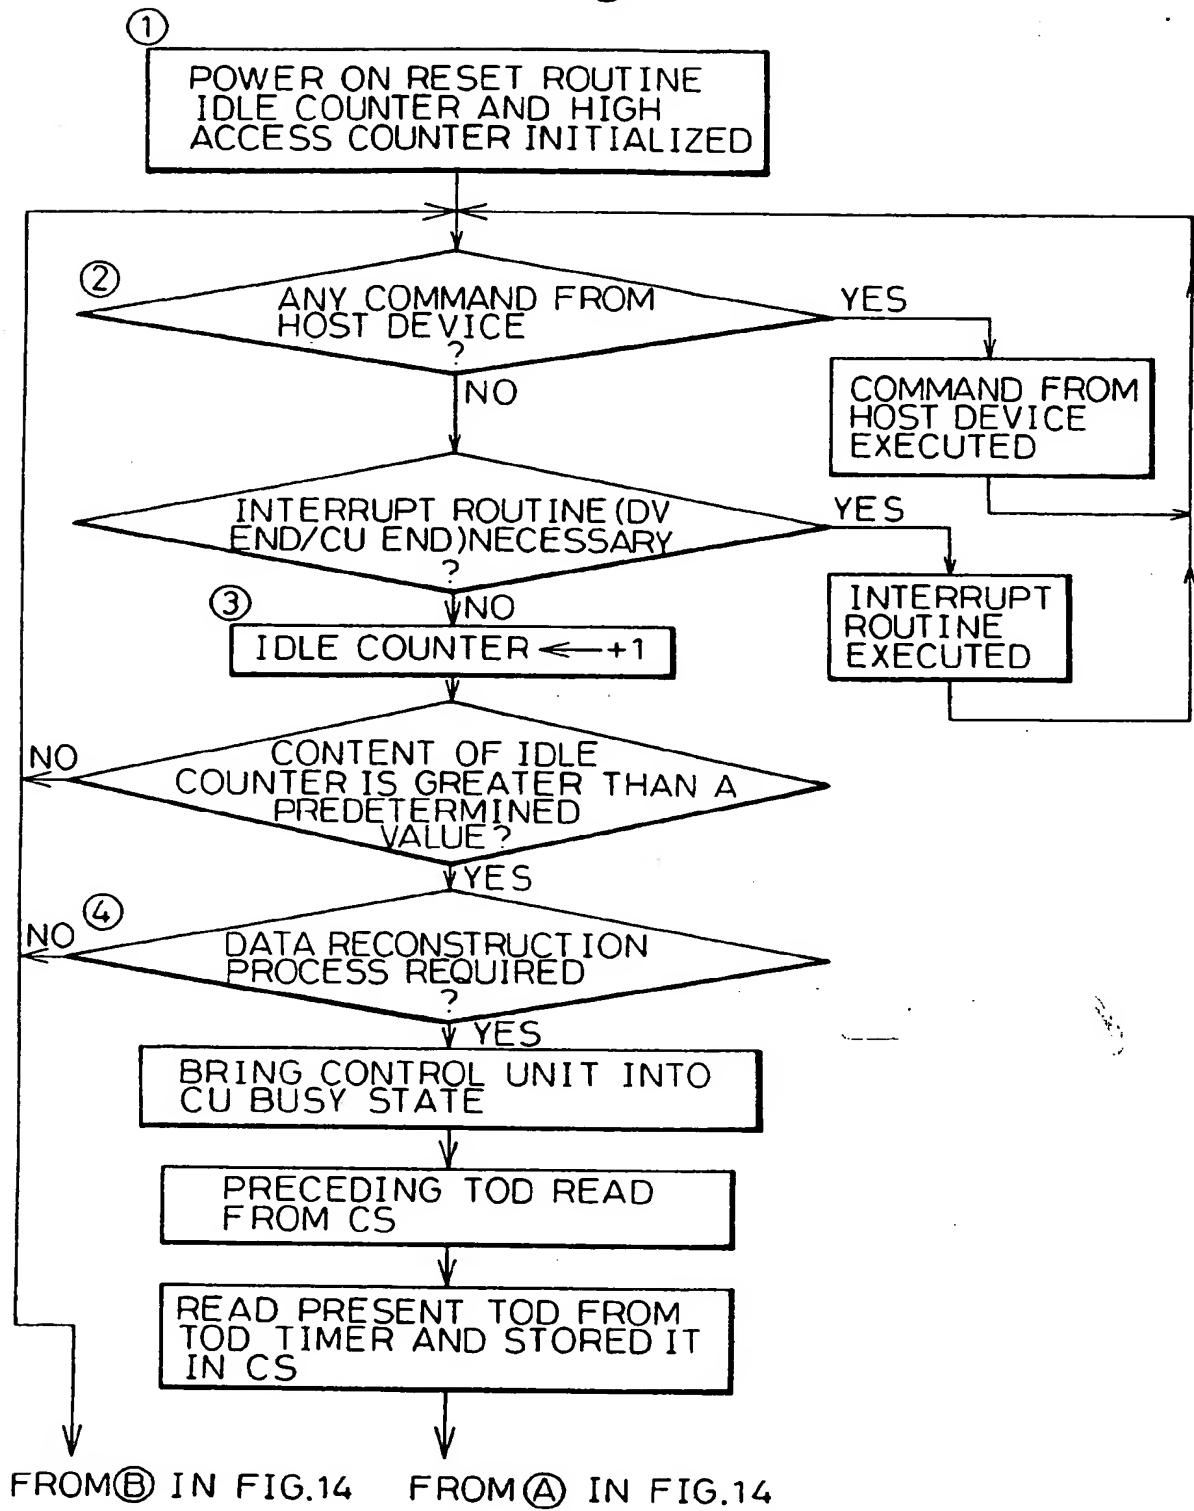 ①
POWER ON RESET ROUTINE
IDLE COUNTER AND HIGH
ACCESS COUNTER INITIALIZED
②
ANY COMMAND FROM
HOST DEVICE
?
YES
NO
COMMAND FROM
HOST DEVICE
EXECUTED
INTERRUPT ROUTINE(DV
END/CU END)NECESSARY
?
YES
NO
INTERRUPT
ROUTINE
EXECUTED
③
IDLE COUNTER ←+1
CONTENT OF IDLE
COUNTER IS GREATER THAN A
PREDETERMINED
VALUE?
NO
YES
④
DATA RECONSTRUCTION
PROCESS REQUIRED
?
NO
YES
BRING CONTROL UNIT INTO
CU BUSY STATE
PRECEDING TOD READ
FROM CS
READ PRESENT TOD FROM
TOD TIMER AND STORED IT
IN CS
FROM Ⓑ IN FIG.14
FROM Ⓐ IN FIG.14